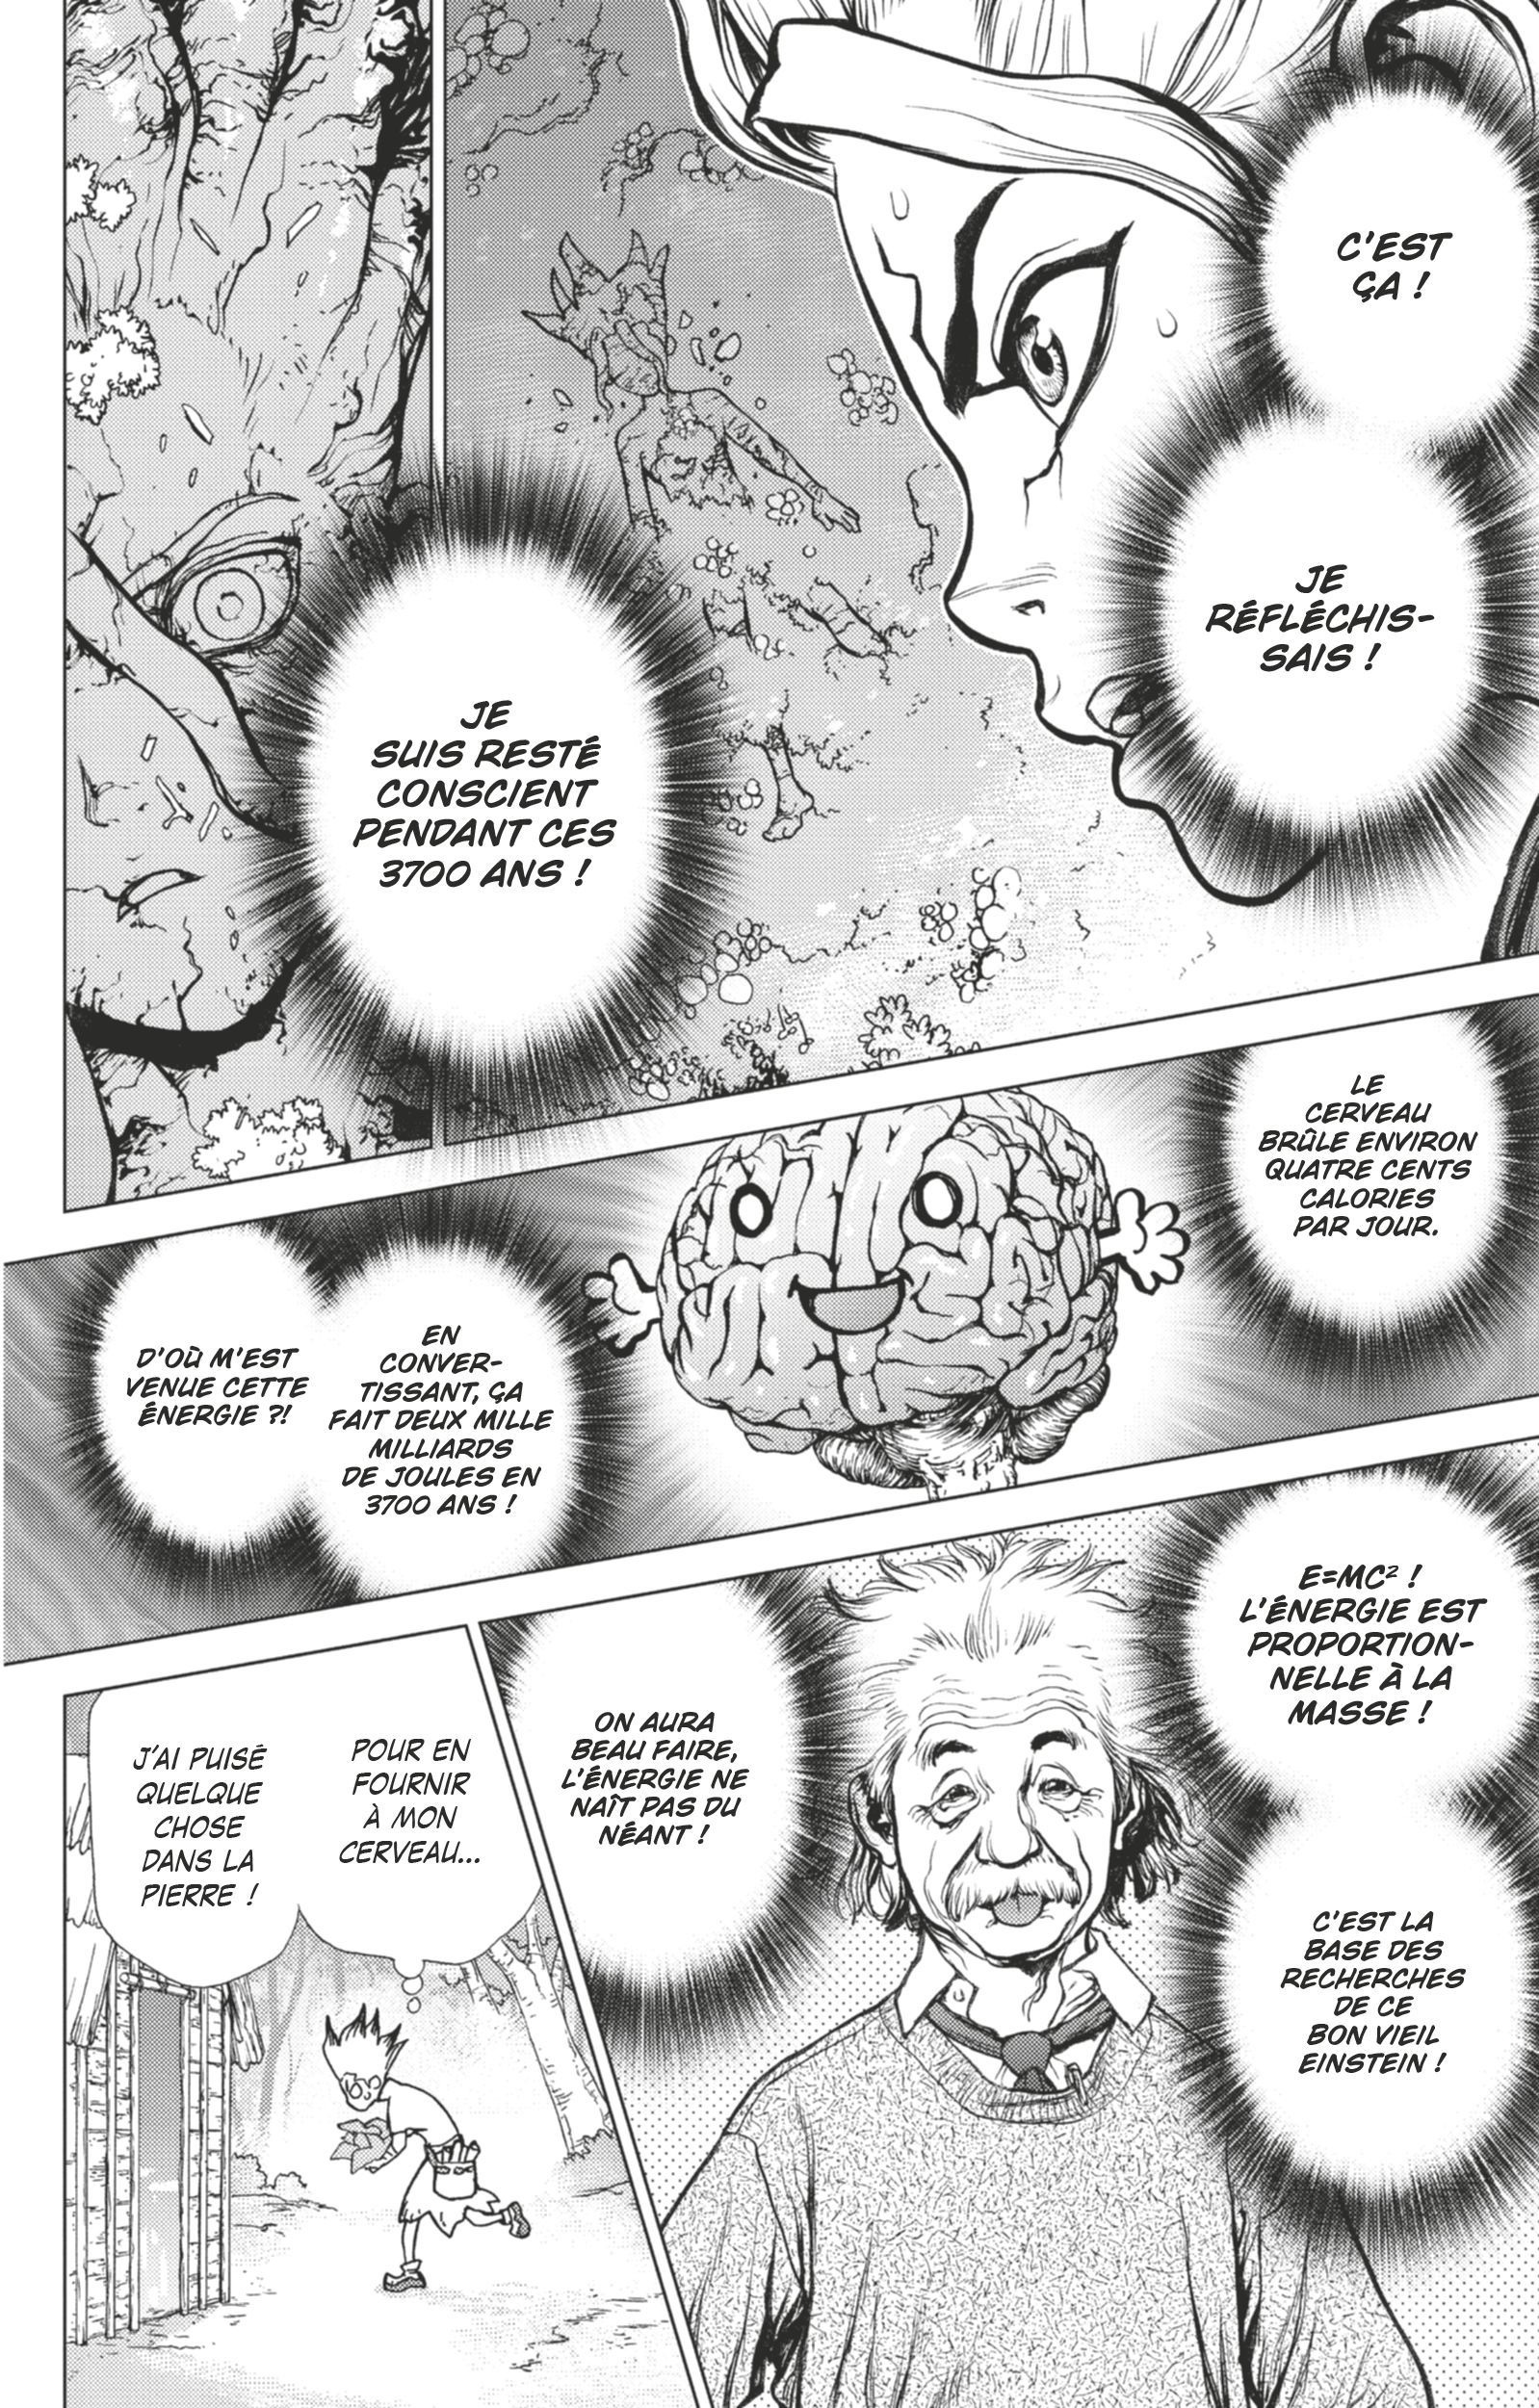 C'EST
ÇA !
JE
RÉFLÉCHIS-
SAIS !
JE
SUIS RESTÉ
CONSCIENT
PENDANT CES
3700 ANS !
LE
CERVEAU
BRÛLE ENVIRON
QUATRE CENTS
CALORIES
PAR JOUR.
EN
CONVER-
TISSANT, ÇA
FAIT DEUX MILLE
MILLIARDS
DE JOULES EN
3700 ANS !
D'OÙ M'EST
VENUE CETTE
ÉNERGIE ?!
E=MC² !
L'ÉNERGIE EST
PROPORTION-
NELLE À LA
MASSE !
C'EST LA
BASE DES
RECHERCHES
DE CE
BON VIEIL
EINSTEIN !
ON AURA
BEAU FAIRE,
L'ÉNERGIE NE
NAÎT PAS DU
NÉANT !
POUR EN
FOURNIR
À MON
CERVEAU...
J'AI PUISÉ
QUELQUE
CHOSE
DANS LA
PIERRE !